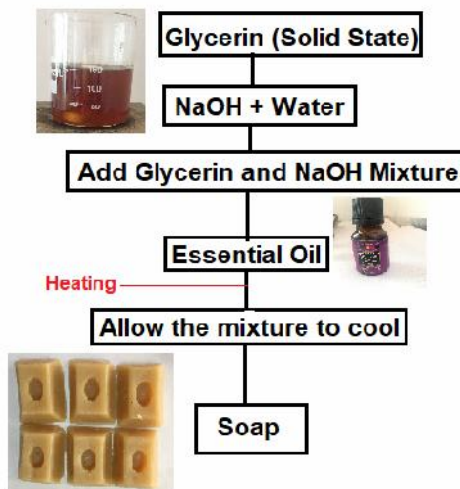 Glycerin (Solid State)
NaOH + Water
Add Glycerin and NaOH Mixture
Essential Oil
Heating
Allow the mixture to cool
Soap